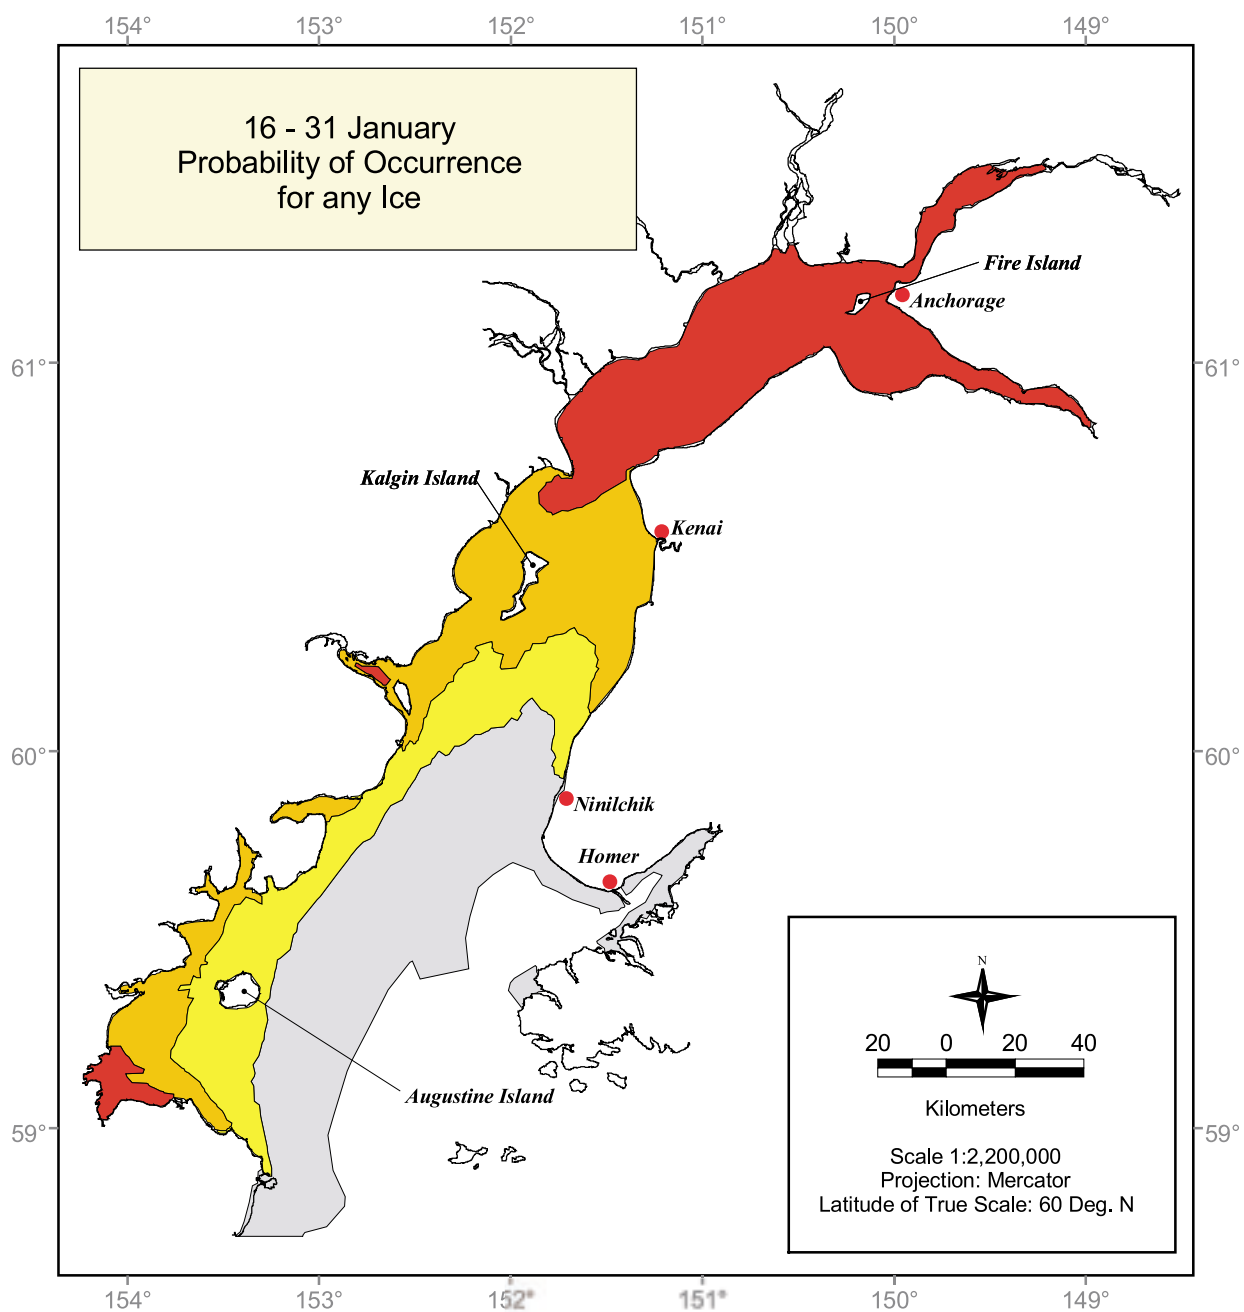 154° 153° 152° 151° 150° 149°
16 - 31 January
Probability of Occurrence
for any Ice
Fire Island
Anchorage
61° 61°
Kalgin Island
Kenai
60° 60°
Ninilchik
Homer
N
20 0 20 40
Kilometers
Augustine Island
59° 59°
Scale 1:2,200,000
Projection: Mercator
Latitude of True Scale: 60 Deg. N
154° 153° 152° 151° 150° 149°